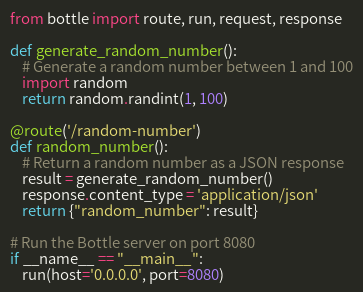 from bottle import route, run, request, response

def generate_random_number():
    # Generate a random number between 1 and 100
    import random
    return random.randint(1, 100)

@route('/random-number')
def random_number():
    # Return a random number as a JSON response
    result = generate_random_number()
    response.content_type = 'application/json'
    return {"random_number": result}

# Run the Bottle server on port 8080
if __name__ == "__main__":
    run(host='0.0.0.0', port=8080)